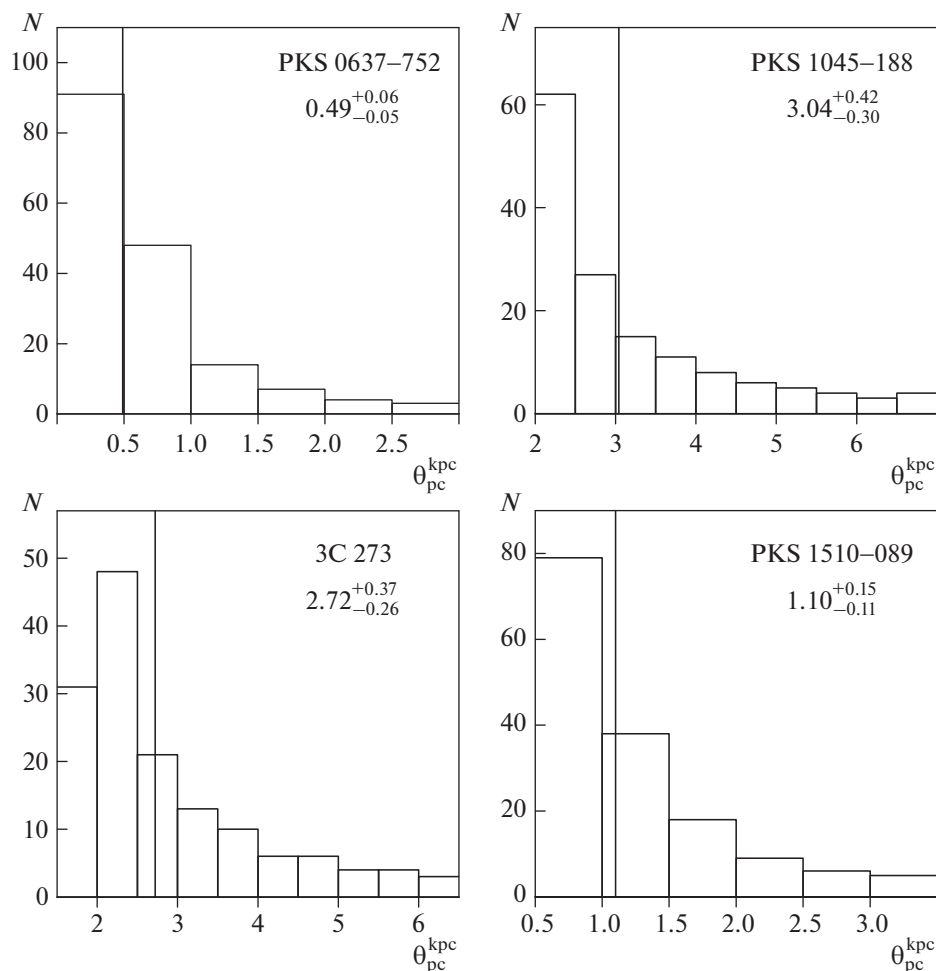 N
100
80
60
40
20
0
0.5 1.0 1.5 2.0 2.5
θ_pc^kpc
PKS 0637–752
0.49^{+0.06}_{−0.05}
N
60
40
20
0
2 3 4 5 6
θ_pc^kpc
PKS 1045–188
3.04^{+0.42}_{−0.30}
N
50
40
30
20
10
0
2 3 4 5 6
θ_pc^kpc
3C 273
2.72^{+0.37}_{−0.26}
N
80
60
40
20
0
0.5 1.0 1.5 2.0 2.5 3.0
θ_pc^kpc
PKS 1510–089
1.10^{+0.15}_{−0.11}